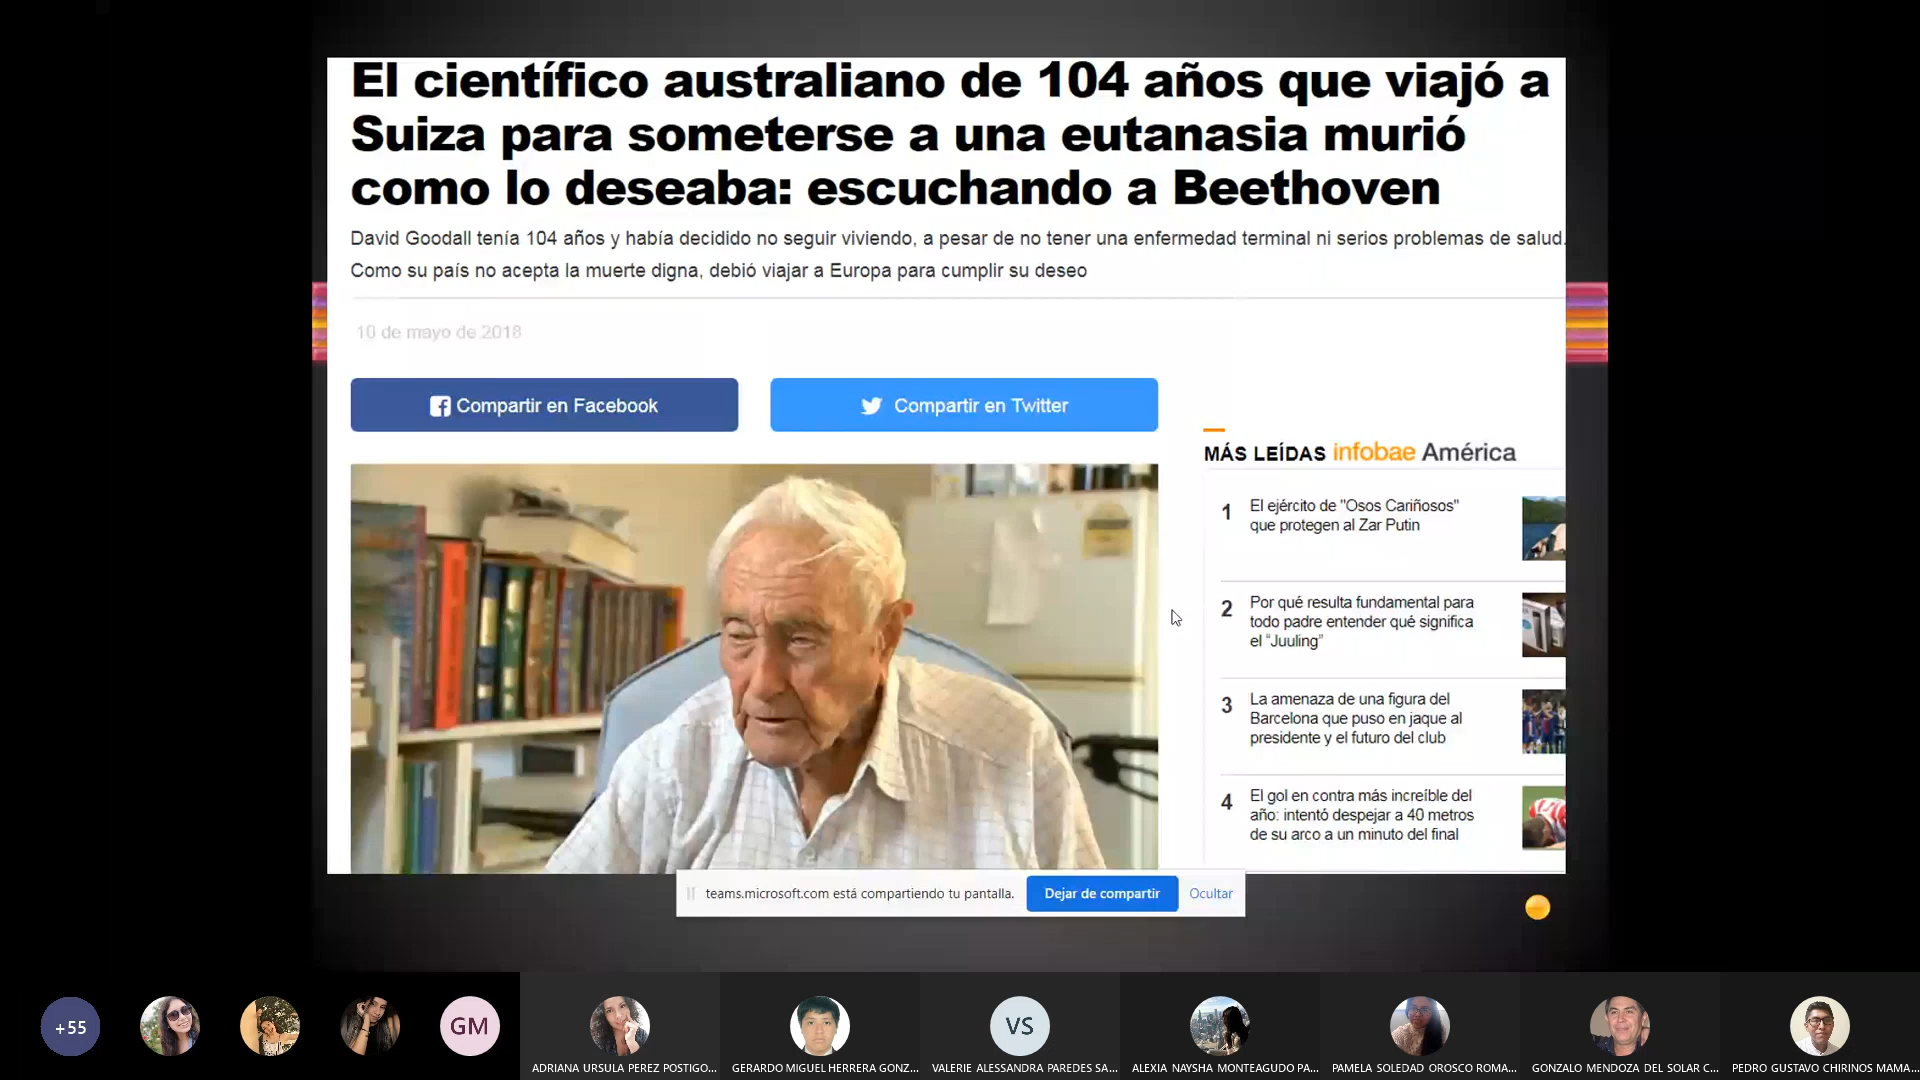 El científico australiano de 104 años que viajó a
Suiza para someterse a una eutanasia murió
como lo deseaba: escuchando a Beethoven
David Goodall tenía 104 años y había decidido no seguir viviendo, a pesar de no tener una enfermedad terminal ni serios problemas de salud.
Como su país no acepta la muerte digna, debió viajar a Europa para cumplir su deseo
10 de mayo de 2018
Compartir en Facebook
Compartir en Twitter
MÁS LEÍDAS infobae América
1
El ejército de "Osos Cariñosos"
que protegen al Zar Putin
2
Por qué resulta fundamental para
todo padre entender qué significa
el “Juuling”
3
La amenaza de una figura del
Barcelona que puso en jaque al
presidente y el futuro del club
4
El gol en contra más increíble del
año: intentó despejar a 40 metros
de su arco a un minuto del final
teams.microsoft.com está compartiendo tu pantalla.
Dejar de compartir
Ocultar
+55
GM
VS
ADRIANA URSULA PEREZ POSTIGO...
GERARDO MIGUEL HERRERA GONZ...
VALERIE ALESSANDRA PAREDES SA...
ALEXIA NAYSHA MONTEAGUDO PA...
PAMELA SOLEDAD OROSCO ROMA...
GONZALO MENDOZA DEL SOLAR C...
PEDRO GUSTAVO CHIRINOS MAMA...